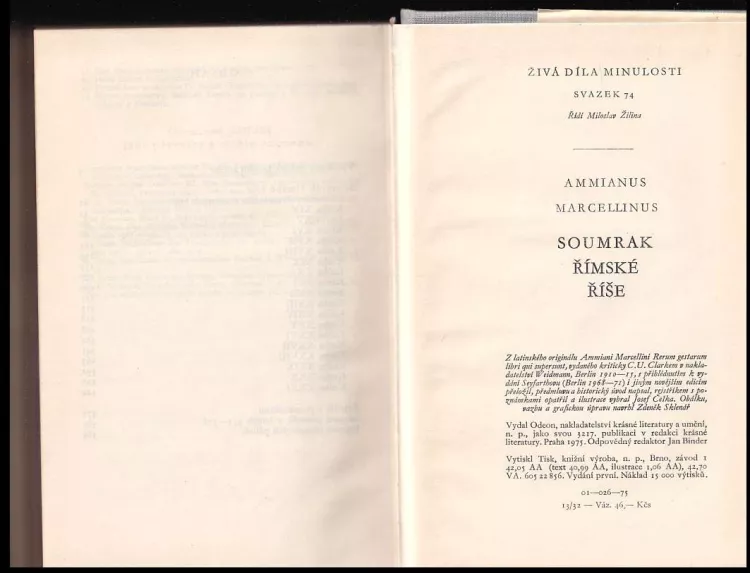 ŽIVÁ DÍLA MINULOSTI
SVAZEK 74
Řídí Miloslav Žilina
AMMIANUS
MARCELLINUS
SOUMRAK
ŘÍMSKÉ
ŘÍŠE
Z latinského originálu Ammiani Marcellini Rerum gestarum
libri qui supersunt, vydaného kriticky C. U. Clarkem v nakla-
datelství Weidmann, Berlin 1910—15, s přihlédnutím k vy-
dání Seyfarthovu (Berlin 1968—72) i jiným novějším edicím
přeložil, předmluvu a historický úvod napsal, rejstříkem s po-
známkami opatřil a ilustrace vybral Josef Češka. Obálku,
vazbu a grafickou úpravu navrhl Zdeněk Sklenář
Vydal Odeon, nakladatelství krásné literatury a umění,
n. p., jako svou 3227. publikaci v redakci krásné
literatury. Praha 1975. Odpovědný redaktor Jan Binder
Vytiskl Tisk, knižní výroba, n. p., Brno, závod 1
42,05 AA (text 40,99 AA, ilustrace 1,06 AA), 42,70
VA. 605 22 856. Vydání první. Náklad 15 000 výtisků.
01—026—75
13/32 — Váz. 46,— Kčs